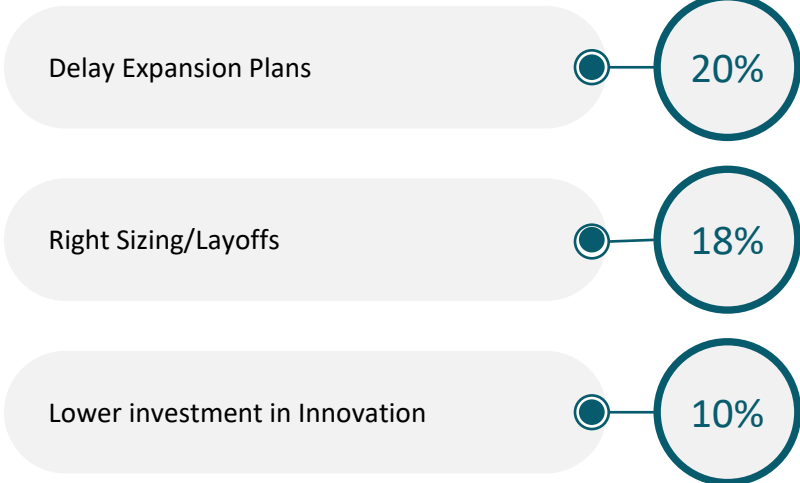 Delay Expansion Plans 20%
Right Sizing/Layoffs 18%
Lower investment in Innovation 10%